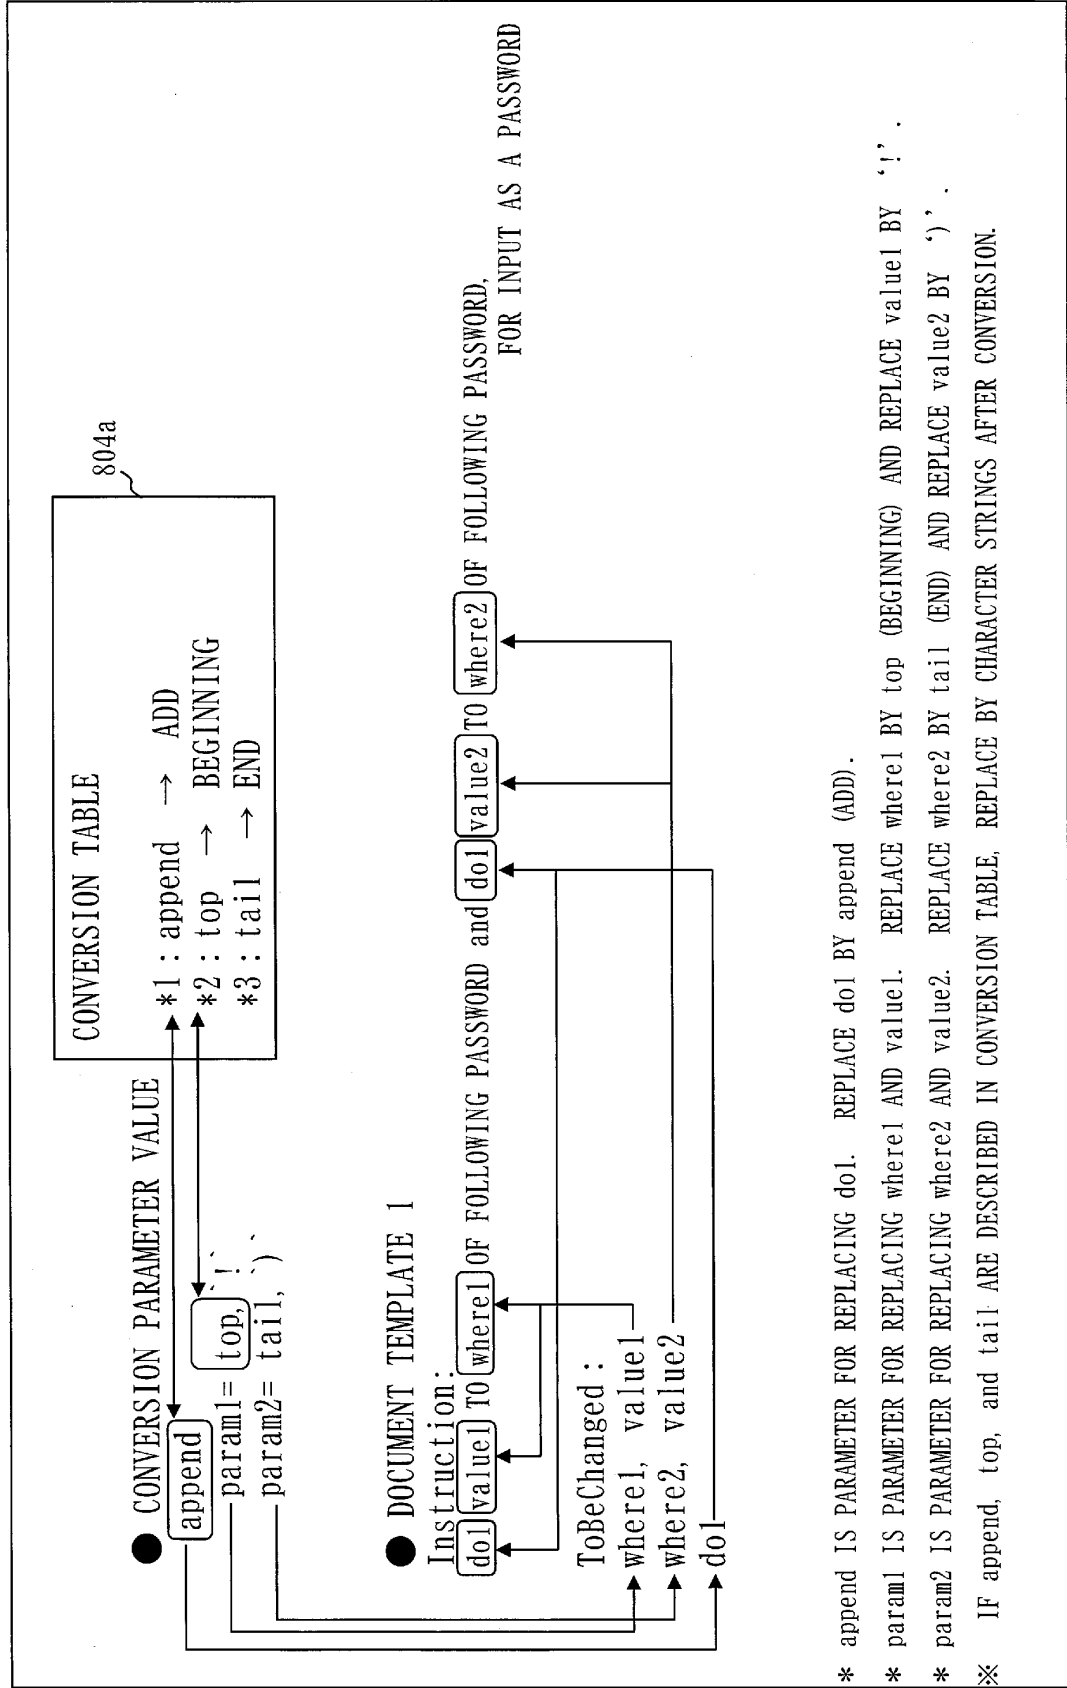 ● CONVERSION PARAMETER VALUE
append
param1= top, `!`
param2= tail, `)`
804a
CONVERSION TABLE
*1 : append → ADD
*2 : top → BEGINNING
*3 : tail → END
● DOCUMENT TEMPLATE 1
Instruction:
do1 value1 TO where1 OF FOLLOWING PASSWORD and do1 value2 TO where2 OF FOLLOWING PASSWORD,
FOR INPUT AS A PASSWORD
ToBeChanged :
where1, value1
where2, value2
do1
* append IS PARAMETER FOR REPLACING do1. REPLACE do1 BY append (ADD).
* param1 IS PARAMETER FOR REPLACING where1 AND value1. REPLACE where1 BY top (BEGINNING) AND REPLACE value1 BY ‘!’.
* param2 IS PARAMETER FOR REPLACING where2 AND value2. REPLACE where2 BY tail (END) AND REPLACE value2 BY ‘)’.
※ IF append, top, and tail ARE DESCRIBED IN CONVERSION TABLE, REPLACE BY CHARACTER STRINGS AFTER CONVERSION.